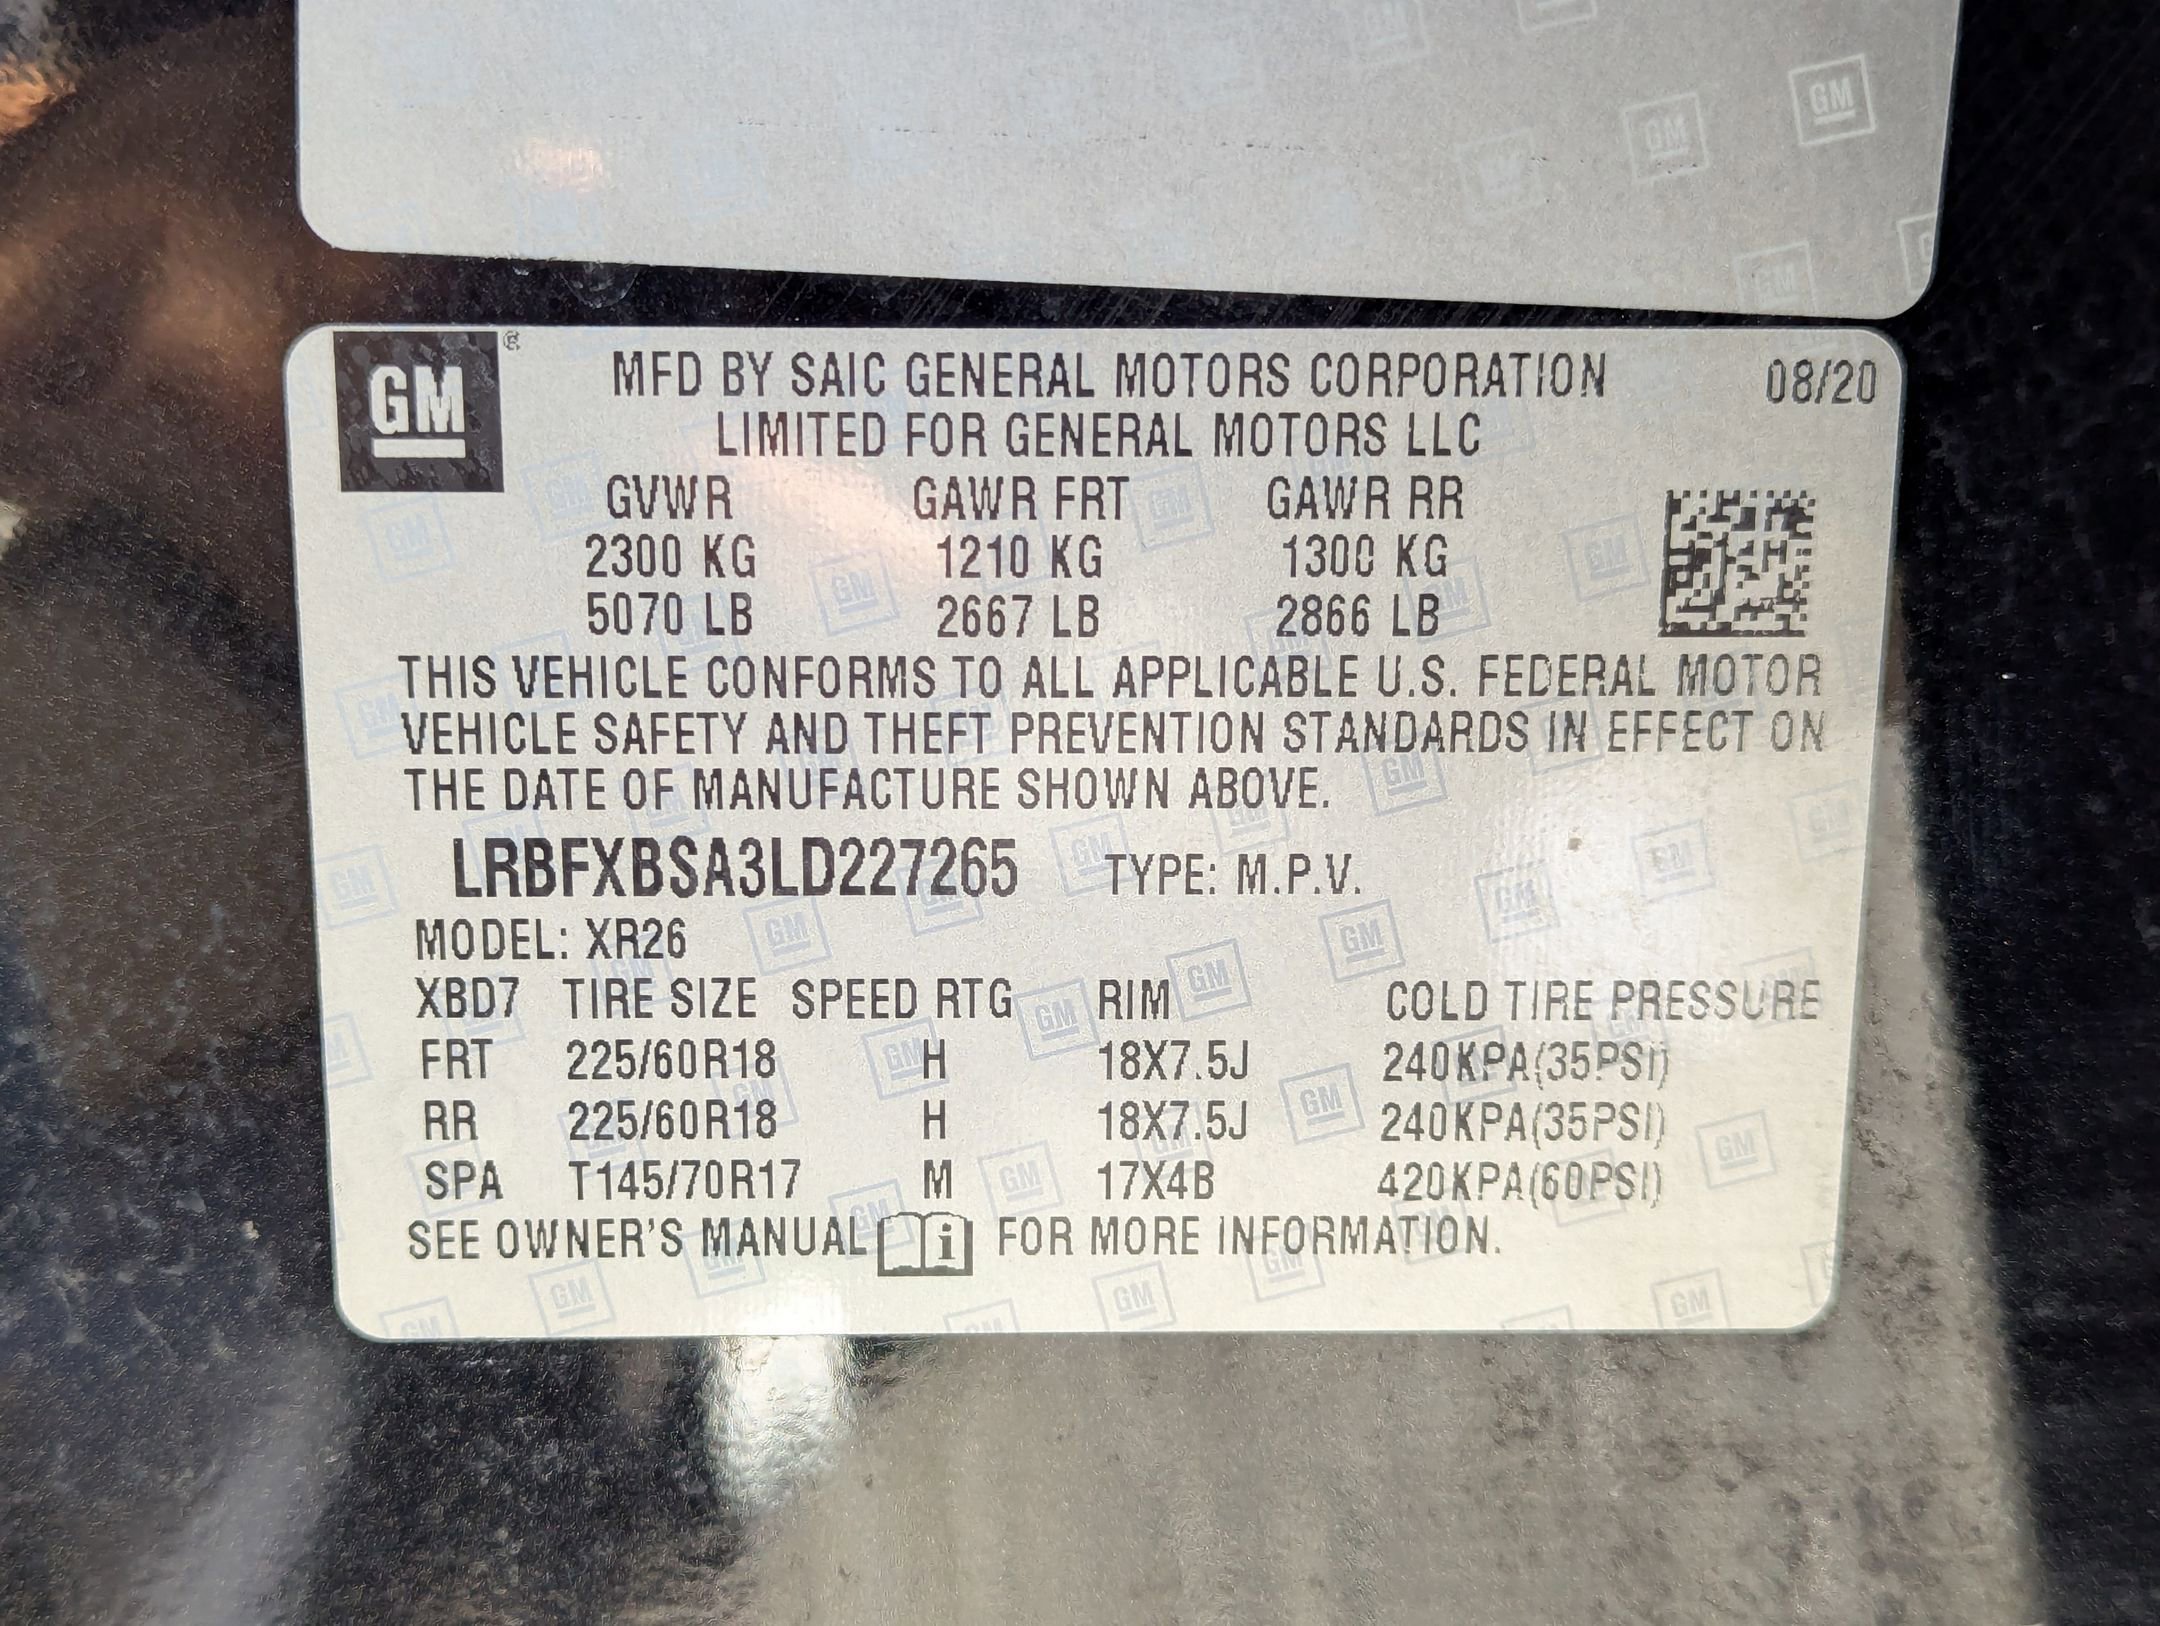 GM
MFD BY SAIC GENERAL MOTORS CORPORATION 08/20
LIMITED FOR GENERAL MOTORS LLC
GVWR GAWR FRT GAWR RR
2300 KG 1210 KG 1300 KG
5070 LB 2667 LB 2866 LB
THIS VEHICLE CONFORMS TO ALL APPLICABLE U.S. FEDERAL MOTOR
VEHICLE SAFETY AND THEFT PREVENTION STANDARDS IN EFFECT ON
THE DATE OF MANUFACTURE SHOWN ABOVE.
LRBFXBSA3LD227265 TYPE: M.P.V.
MODEL: XR26
XBD7 TIRE SIZE SPEED RTG RIM COLD TIRE PRESSURE
FRT 225/60R18 H 18X7.5J 240KPA(35PSI)
RR 225/60R18 H 18X7.5J 240KPA(35PSI)
SPA T145/70R17 M 17X4B 420KPA(60PSI)
SEE OWNER'S MANUAL i FOR MORE INFORMATION.